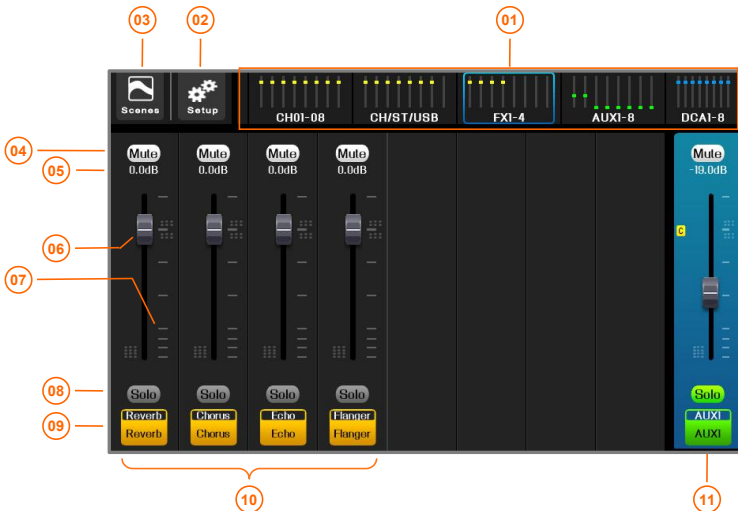 03 02 01
Scenes Setup CH01-08 CH/ST/USB FX1-4 AUX1-8 DCA1-8
04 Mute Mute Mute Mute Mute
05 0.0dB 0.0dB 0.0dB 0.0dB -19.0dB
C
06
07
08 Solo Solo Solo Solo Solo
Reverb Chorus Echo Flanger AUX1
09 Reverb Chorus Echo Flanger AUX1
10 11